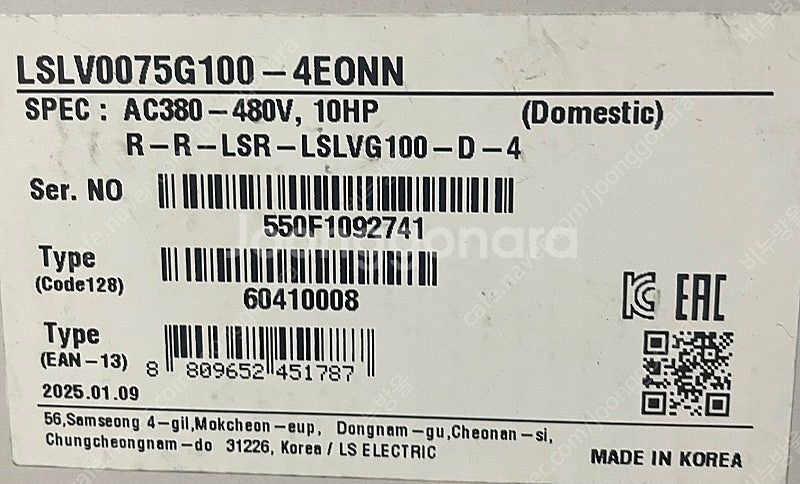 LSLV0075G100-4EONN
SPEC : AC380-480V, 10HP (Domestic)
R-R-LSR-LSLVG100-D-4
Ser. NO
550F1092741
Joonggonara
Type
(Code128)
60410008
EAC
Type
(EAN-13)
8 809652 451787
2025.01.09
56,Samseong 4-gil,Mokcheon-eup, Dongnam-gu,Cheonan-si,
Chungcheongnam-do 31226, Korea / LS ELECTRIC
MADE IN KOREA